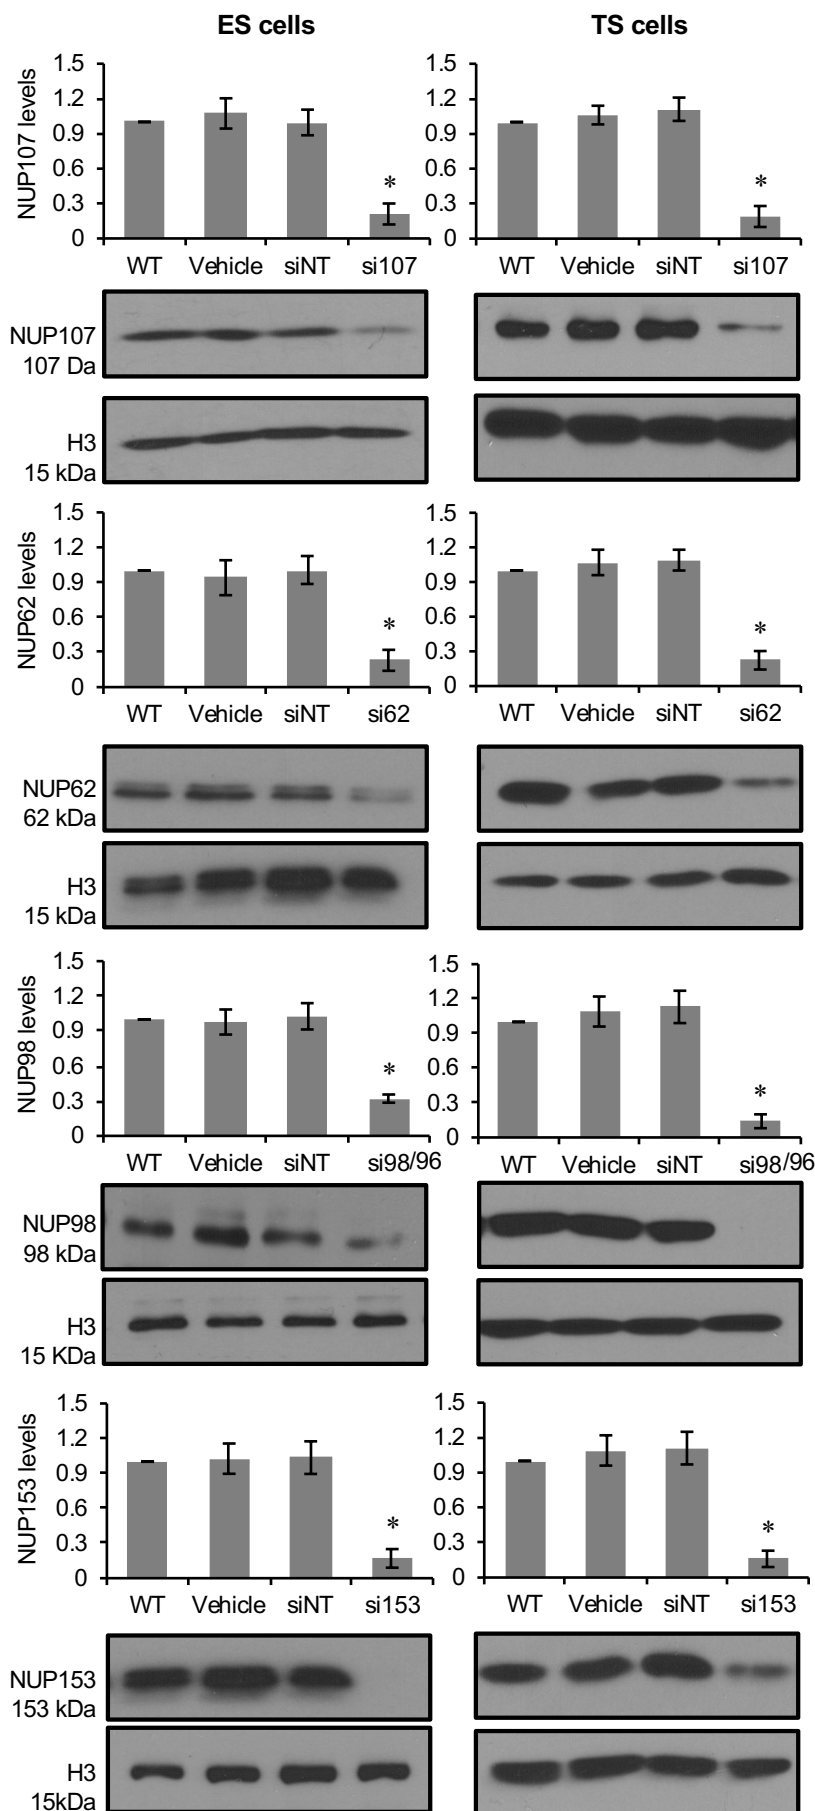 ES cells TS cells
1.5 1.5
1.2 1.2
0.9 0.9
0.6 0.6
0.3 0.3
0 0
NUP107 levels
* *
WT Vehicle siNT si107 WT Vehicle siNT si107
NUP107
107 Da
H3
15 kDa
1.5 1.5
1.2 1.2
0.9 0.9
0.6 0.6
0.3 0.3
0 0
NUP62 levels
* *
WT Vehicle siNT si62 WT Vehicle siNT si62
NUP62
62 kDa
H3
15 kDa
1.5 1.5
1.2 1.2
0.9 0.9
0.6 0.6
0.3 0.3
0 0
NUP98 levels
* *
WT Vehicle siNT si98/96 WT Vehicle siNT si98/96
NUP98
98 kDa
H3
15 KDa
1.5 1.5
1.2 1.2
0.9 0.9
0.6 0.6
0.3 0.3
0 0
NUP153 levels
* *
WT Vehicle siNT si153 WT Vehicle siNT si153
NUP153
153 kDa
H3
15kDa